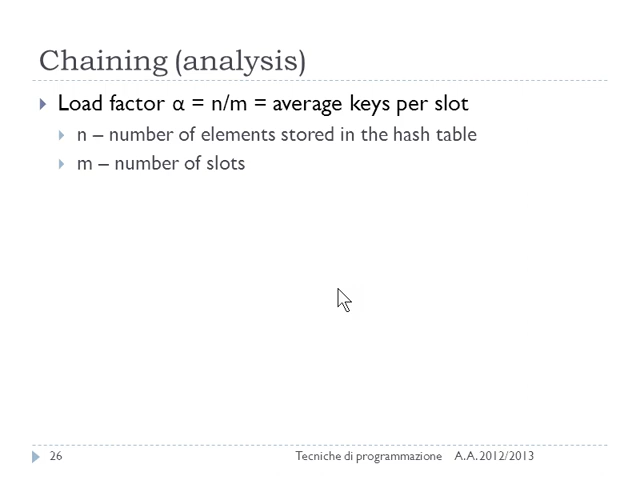 Chaining (analysis)
Load factor α = n/m = average keys per slot
n – number of elements stored in the hash table
m – number of slots
26 Tecniche di programmazione A.A. 2012/2013